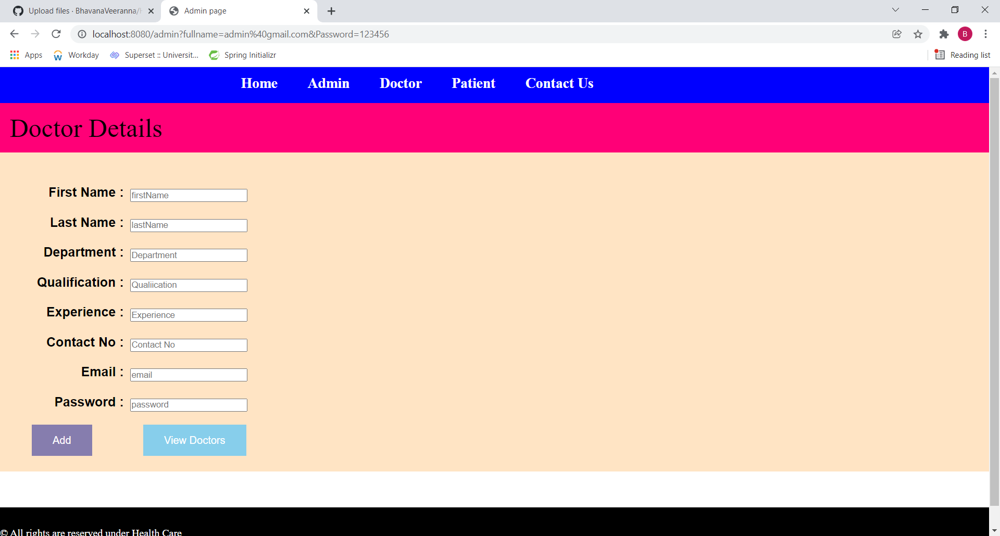 Upload files · BhavanaVeeranna/
Admin page
localhost:8080/admin?fullname=admin%40gmail.com&Password=123456
B
Apps
Workday
Superset :: Universit...
Spring Initializr
Reading list
Home Admin Doctor Patient Contact Us
Doctor Details
First Name : firstName
Last Name : lastName
Department : Department
Qualification : Qualiication
Experience : Experience
Contact No : Contact No
Email : email
Password : password
Add View Doctors
© All rights are reserved under Health Care